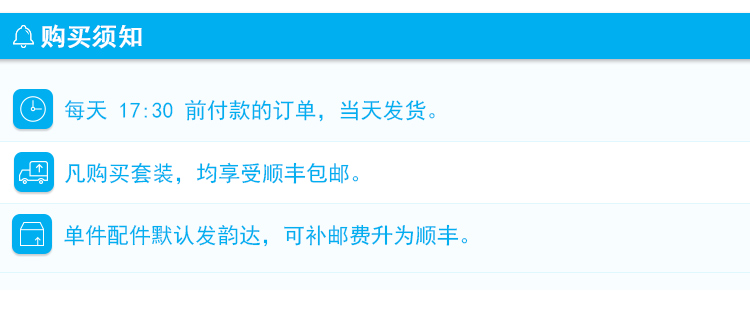 购买须知
每天 17:30 前付款的订单，当天发货。
凡购买套装，均享受顺丰包邮。
单件配件默认发韵达，可补邮费升为顺丰。